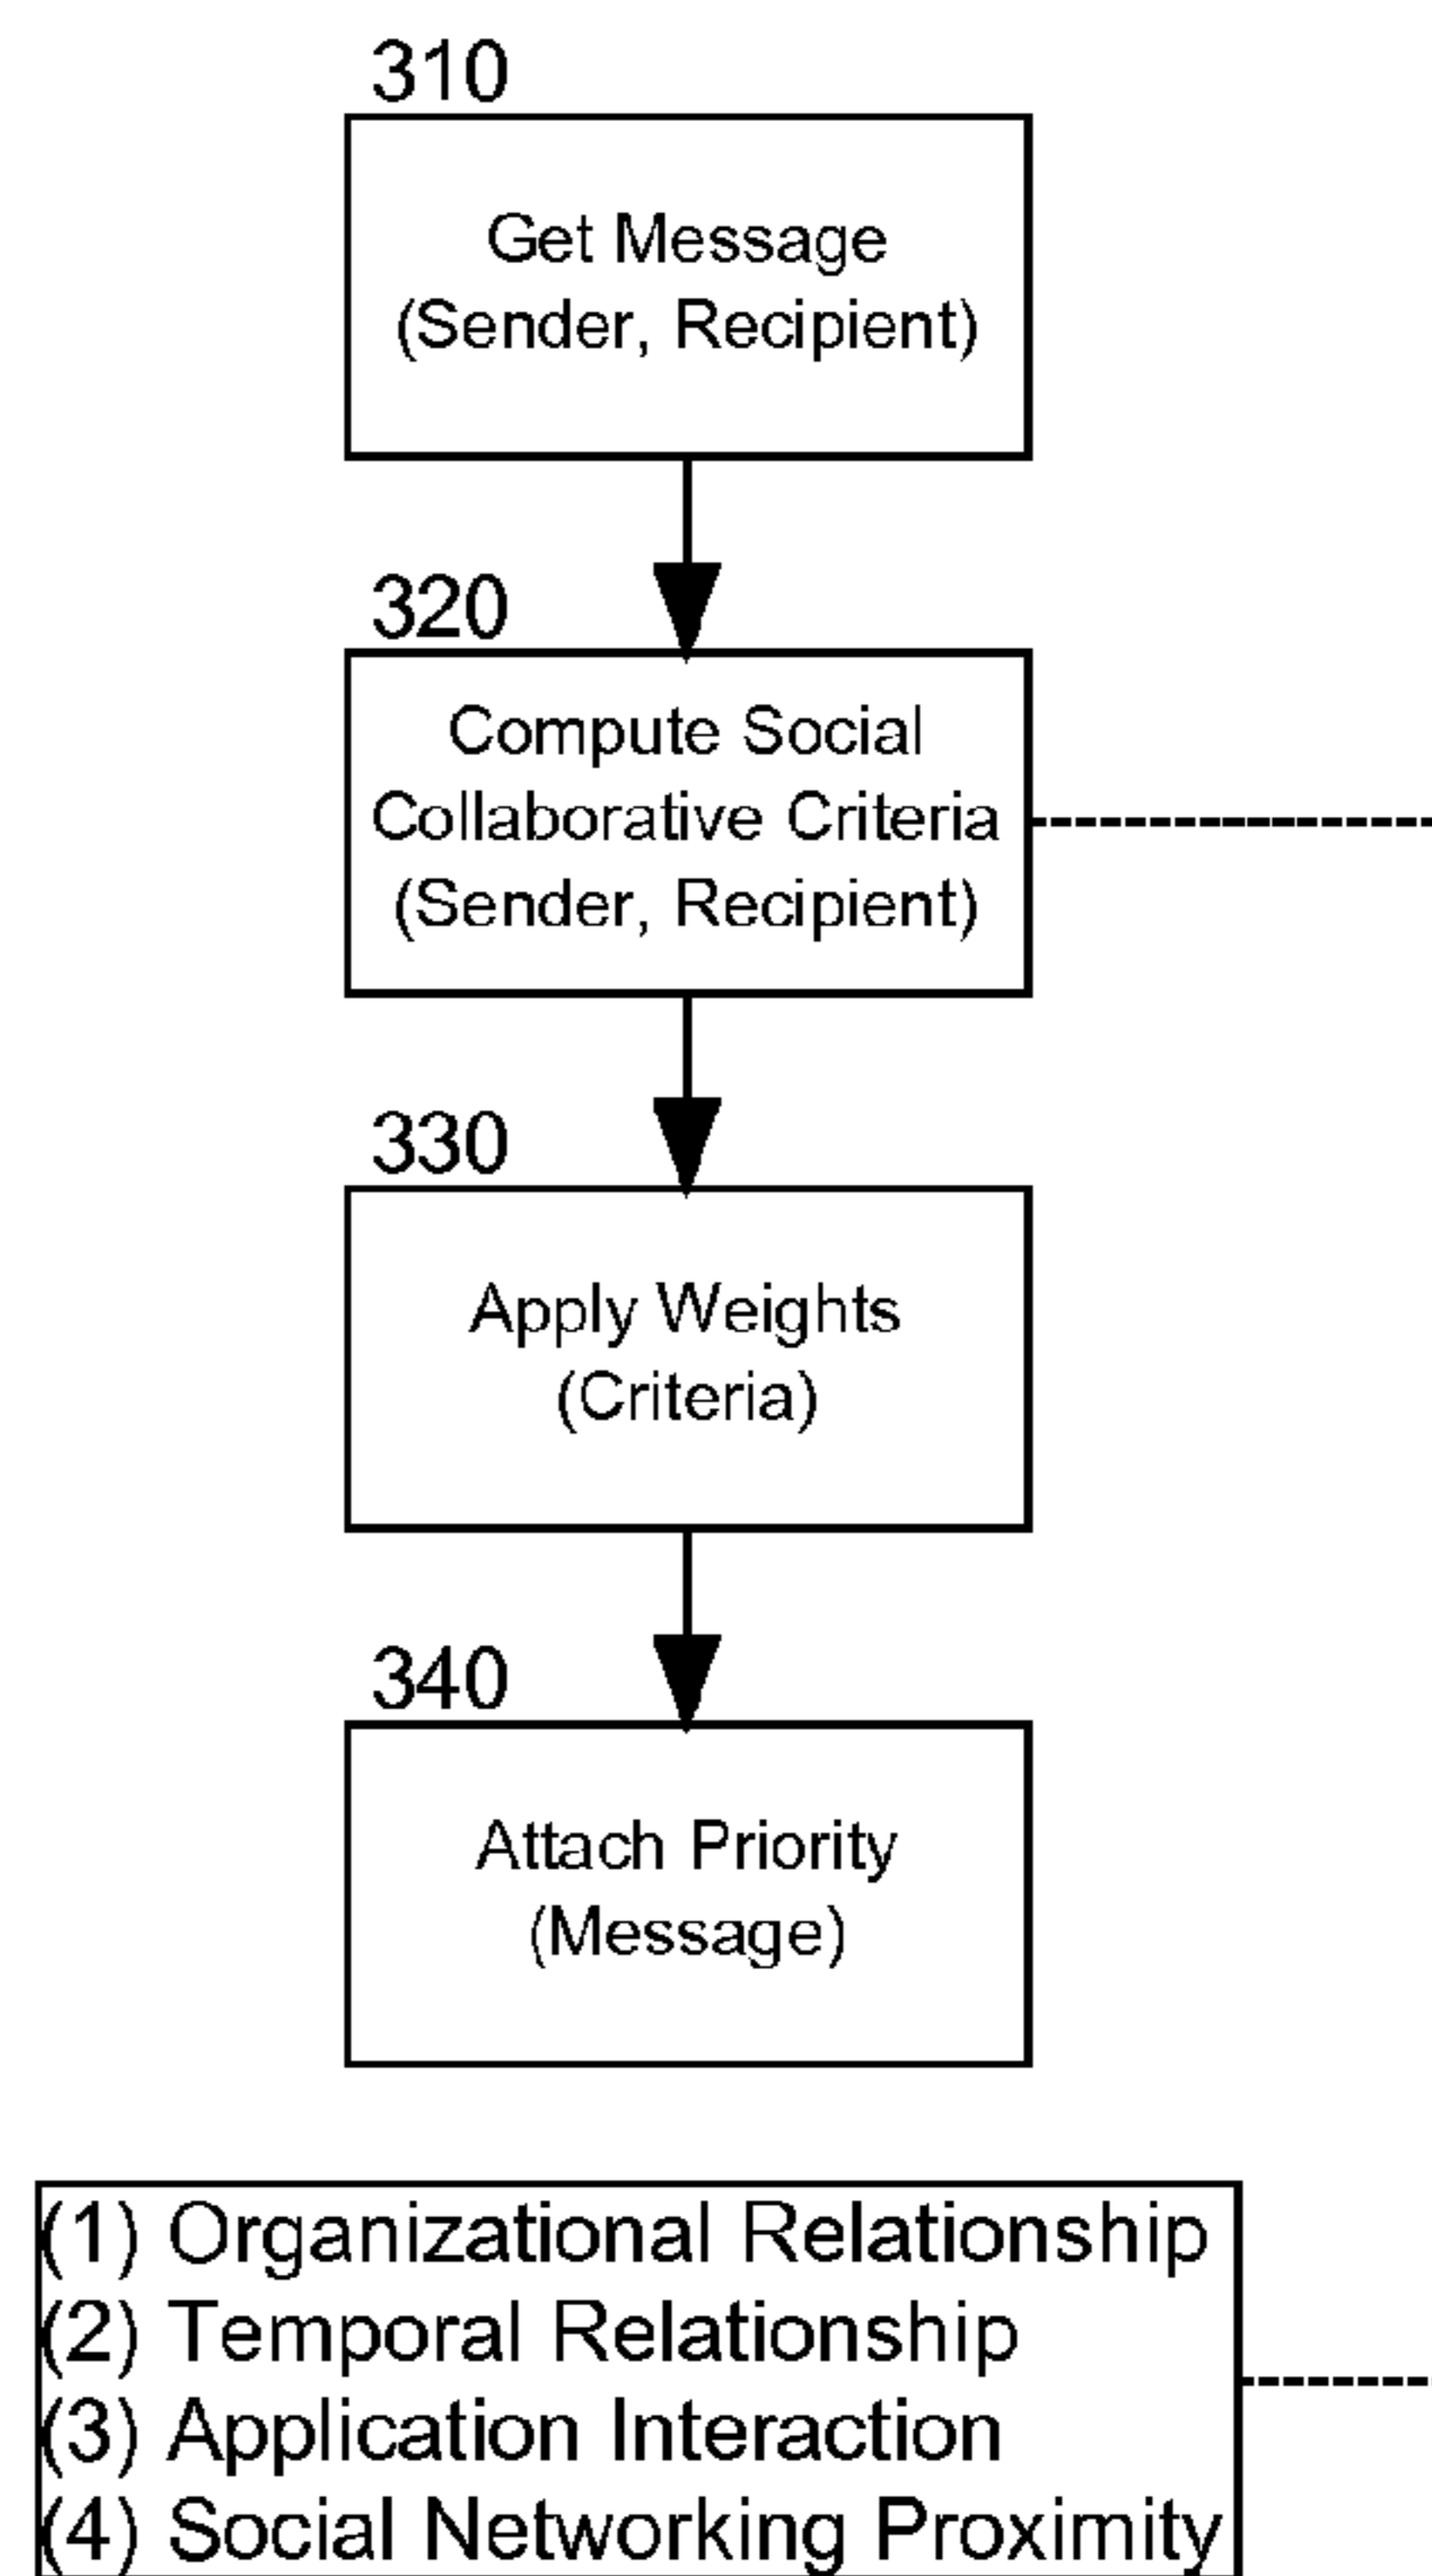 310
Get Message
(Sender, Recipient)
320
Compute Social
Collaborative Criteria
(Sender, Recipient)
330
Apply Weights
(Criteria)
340
Attach Priority
(Message)
(1) Organizational Relationship
(2) Temporal Relationship
(3) Application Interaction
(4) Social Networking Proximity